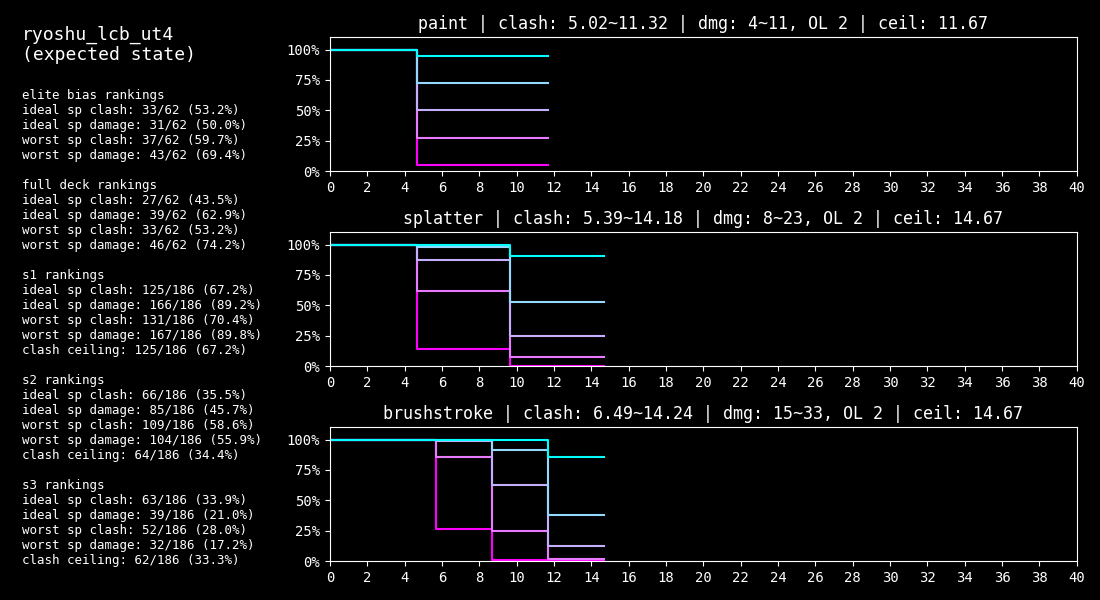 ryoshu_lcb_ut4
(expected state)
elite bias rankings
ideal sp clash: 33/62 (53.2%)
ideal sp damage: 31/62 (50.0%)
worst sp clash: 37/62 (59.7%)
worst sp damage: 43/62 (69.4%)
full deck rankings
ideal sp clash: 27/62 (43.5%)
ideal sp damage: 39/62 (62.9%)
worst sp clash: 33/62 (53.2%)
worst sp damage: 46/62 (74.2%)
s1 rankings
ideal sp clash: 125/186 (67.2%)
ideal sp damage: 166/186 (89.2%)
worst sp clash: 131/186 (70.4%)
worst sp damage: 167/186 (89.8%)
clash ceiling: 125/186 (67.2%)
s2 rankings
ideal sp clash: 66/186 (35.5%)
ideal sp damage: 85/186 (45.7%)
worst sp clash: 109/186 (58.6%)
worst sp damage: 104/186 (55.9%)
clash ceiling: 64/186 (34.4%)
s3 rankings
ideal sp clash: 63/186 (33.9%)
ideal sp damage: 39/186 (21.0%)
worst sp clash: 52/186 (28.0%)
worst sp damage: 32/186 (17.2%)
clash ceiling: 62/186 (33.3%)
paint | clash: 5.02~11.32 | dmg: 4~11, OL 2 | ceil: 11.67
100%
75%
50%
25%
0%
0 2 4 6 8 10 12 14 16 18 20 22 24 26 28 30 32 34 36 38 40
splatter | clash: 5.39~14.18 | dmg: 8~23, OL 2 | ceil: 14.67
100%
75%
50%
25%
0%
0 2 4 6 8 10 12 14 16 18 20 22 24 26 28 30 32 34 36 38 40
brushstroke | clash: 6.49~14.24 | dmg: 15~33, OL 2 | ceil: 14.67
100%
75%
50%
25%
0%
0 2 4 6 8 10 12 14 16 18 20 22 24 26 28 30 32 34 36 38 40